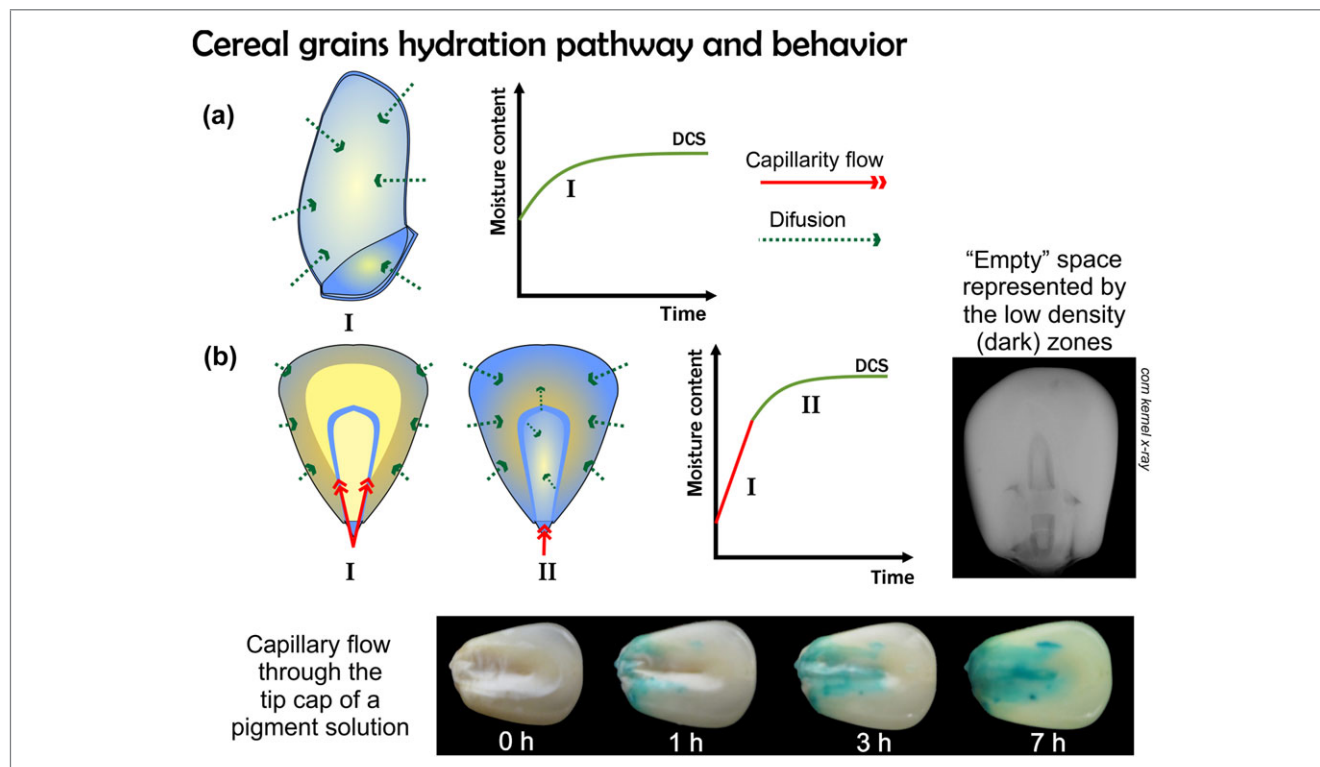 Cereal grains hydration pathway and behavior
(a)
I
Moisture content
I
DCS
Time
Capillarity flow
Difusion
(b)
I
II
Moisture content
I
II
DCS
Time
“Empty” space
represented by
the low density
(dark) zones
corn kernel x-ray
Capillary flow
through the
tip cap of a
pigment solution
0 h
1 h
3 h
7 h